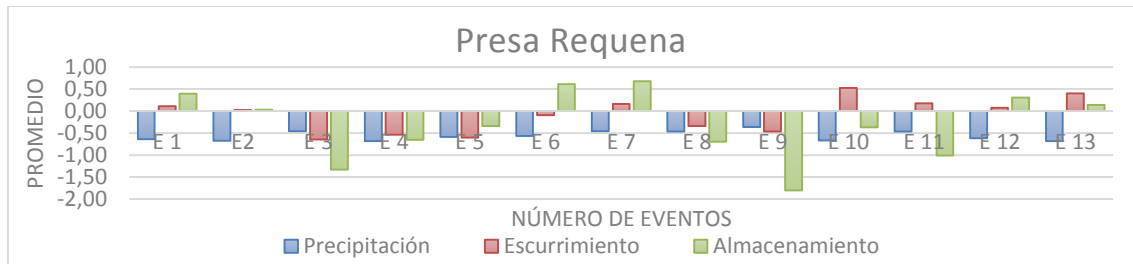 Presa Requena
PROMEDIO
1,00
0,50
0,00
-0,50
-1,00
-1,50
-2,00
E 1 E2 E 3 E 4 E 5 E 6 E 7 E 8 E 9 E 10 E 11 E 12 E 13
NÚMERO DE EVENTOS
Precipitación Escurrimiento Almacenamiento